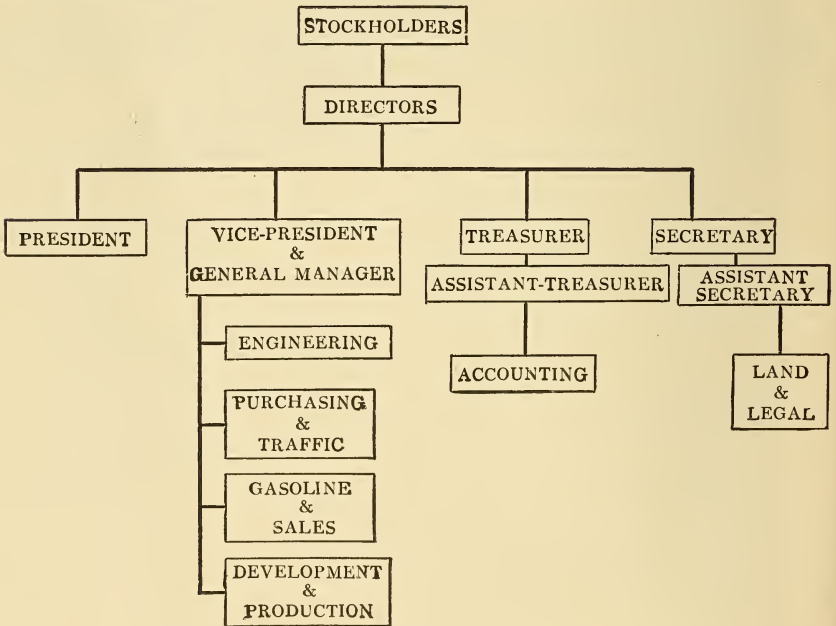 STOCKHOLDERS
DIRECTORS
PRESIDENT
VICE-PRESIDENT
&
GENERAL MANAGER
TREASURER
SECRETARY
ASSISTANT-TREASURER
ASSISTANT
SECRETARY
ENGINEERING
ACCOUNTING
LAND
&
LEGAL
PURCHASING
&
TRAFFIC
GASOLINE
&
SALES
DEVELOPMENT
&
PRODUCTION